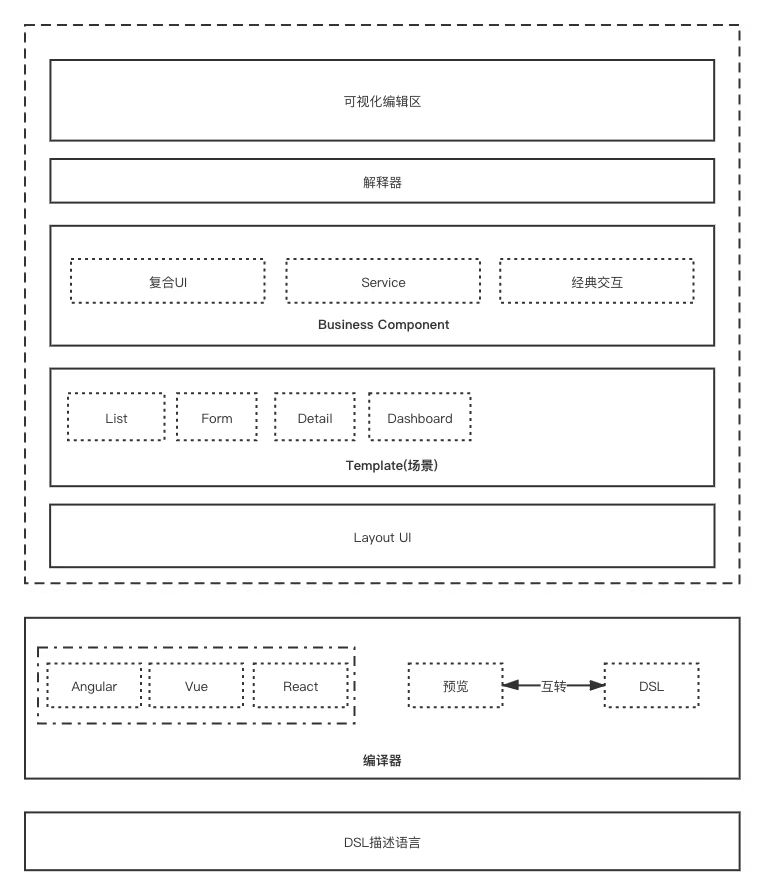 可视化编辑区
解释器
复合UI
Service
经典交互
Business Component
List
Form
Detail
Dashboard
Template(场景)
Layout UI
Angular
Vue
React
预览
互转
DSL
编译器
DSL描述语言